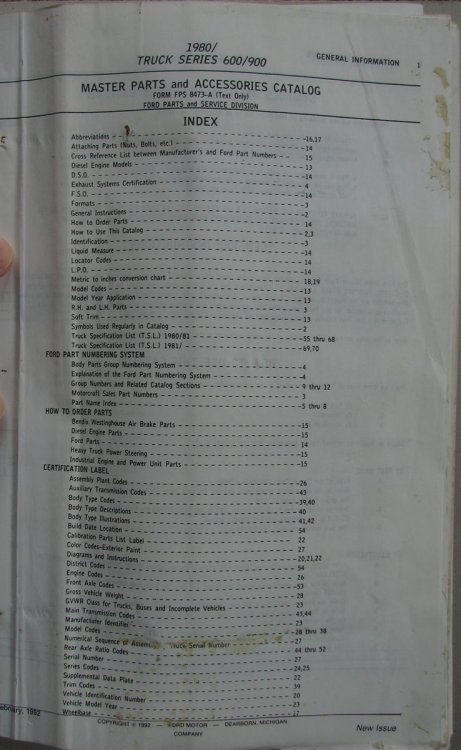 1980/
TRUCK SERIES 600/900
GENERAL INFORMATION 1
MASTER PARTS and ACCESSORIES CATALOG
FORM FPS 8473-A (Text Only)
FORD PARTS and SERVICE DIVISION
INDEX
Abbreviations - 16,17
Attaching Parts (Nuts, Bolts, etc.) - 14
Cross Reference List between Manufacturer's and Ford Part Numbers - 15
Diesel Engine Models - 13
D.S.O. - 14
Exhaust Systems Certification - 4
F.S.O. - 14
Formats - 3
General Instructions - 2
How to Order Parts - 14
How to Use This Catalog - 2,3
Identification - 3
Liquid Measure - 14
Locator Codes - 14
L.P.O. - 14
Metric to inches conversion chart - 18,19
Model Codes - 13
Model Year Application - 13
R.H. and L.H. Parts - 3
Soft Trim - 13
Symbols Used Regularly in Catalog - 2
Truck Specification List (T.S.L.) 1980/81 - 55 thru 68
Truck Specification List (T.S.L.) 1981/ - 69,70
FORD PART NUMBERING SYSTEM
Body Parts Group Numbering System - 4
Explanation of the Ford Part Numbering System - 4
Group Numbers and Related Catalog Sections - 9 thru 12
Motorcraft Sales Part Numbers - 3
Part Name Index - 5 thru 8
HOW TO ORDER PARTS
Bendix Westinghouse Air Brake Parts - 15
Diesel Engine Parts - 15
Ford Parts - 14
Heavy Truck Power Steering - 15
Industrial Engine and Power Unit Parts - 15
CERTIFICATION LABEL
Assembly Plant Codes - 26
Auxiliary Transmission Codes - 43
Body Type Codes - 39,40
Body Type Descriptions - 40
Body Type Illustrations - 41,42
Build Date Location - 54
Calibration Parts List Label - 22
Color Codes-Exterior Paint - 27
Diagrams and Instructions - 20,21,22
District Codes - 54
Engine Codes - 26
Front Axle Codes - 53
Gross Vehicle Weight - 28
GVWR Class for Trucks, Buses and Incomplete Vehicles - 23
Main Transmission Codes - 43,44
Manufacturer Identifier - 23
Model Codes - 28 thru 38
Numerical Sequence of Assembly Truck Serial Number - 27
Rear Axle Ratio Codes - 44 thru 52
Serial Number - 27
Series Codes - 24,25
Supplemental Data Plate - 22
Trim Codes - 39
Vehicle Identification Number - 20
Vehicle Model Year - 23
Wheelbase - 17
February, 1992
COPYRIGHT © 1992 — FORD MOTOR COMPANY — DEARBORN, MICHIGAN
New Issue